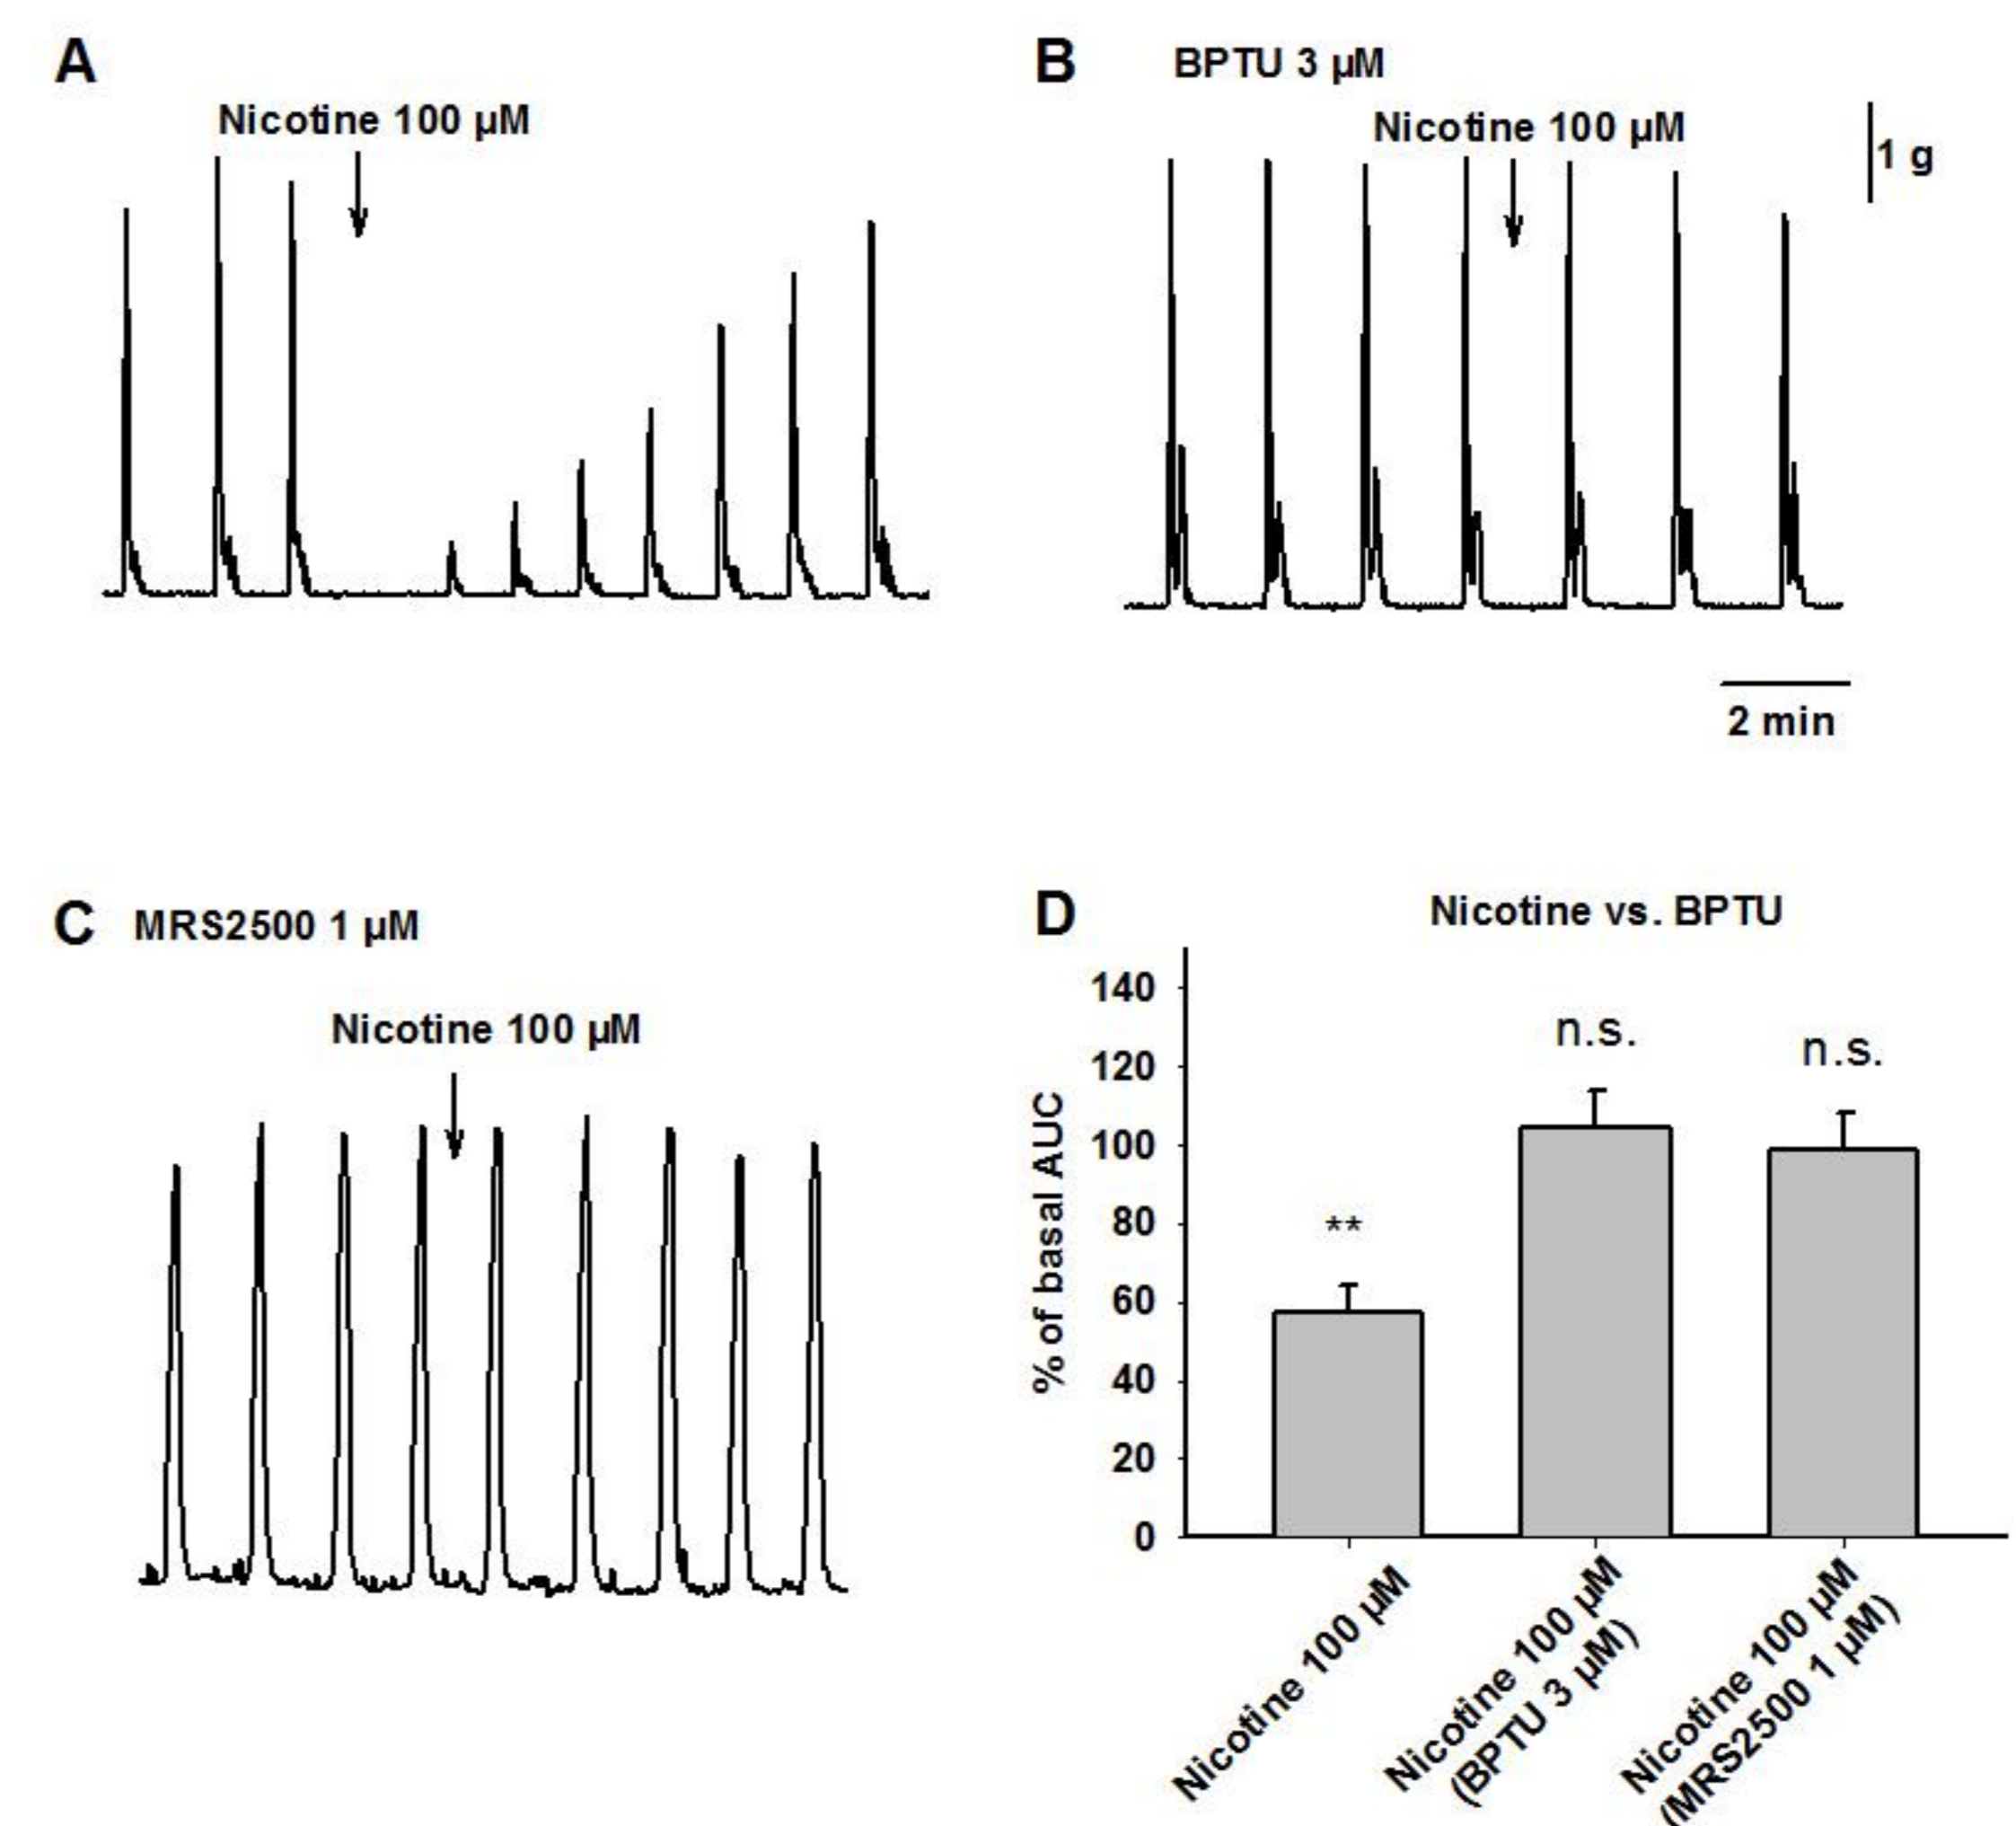 A
Nicotine 100 µM
B
BPTU 3 µM
Nicotine 100 µM
1 g
2 min
C
MRS2500 1 µM
Nicotine 100 µM
D
Nicotine vs. BPTU
% of basal AUC
140
120
100
80
60
40
20
0
**
n.s.
n.s.
Nicotine 100 µM
Nicotine 100 µM
(BPTU 3 µM)
Nicotine 100 µM
(MRS2500 1 µM)